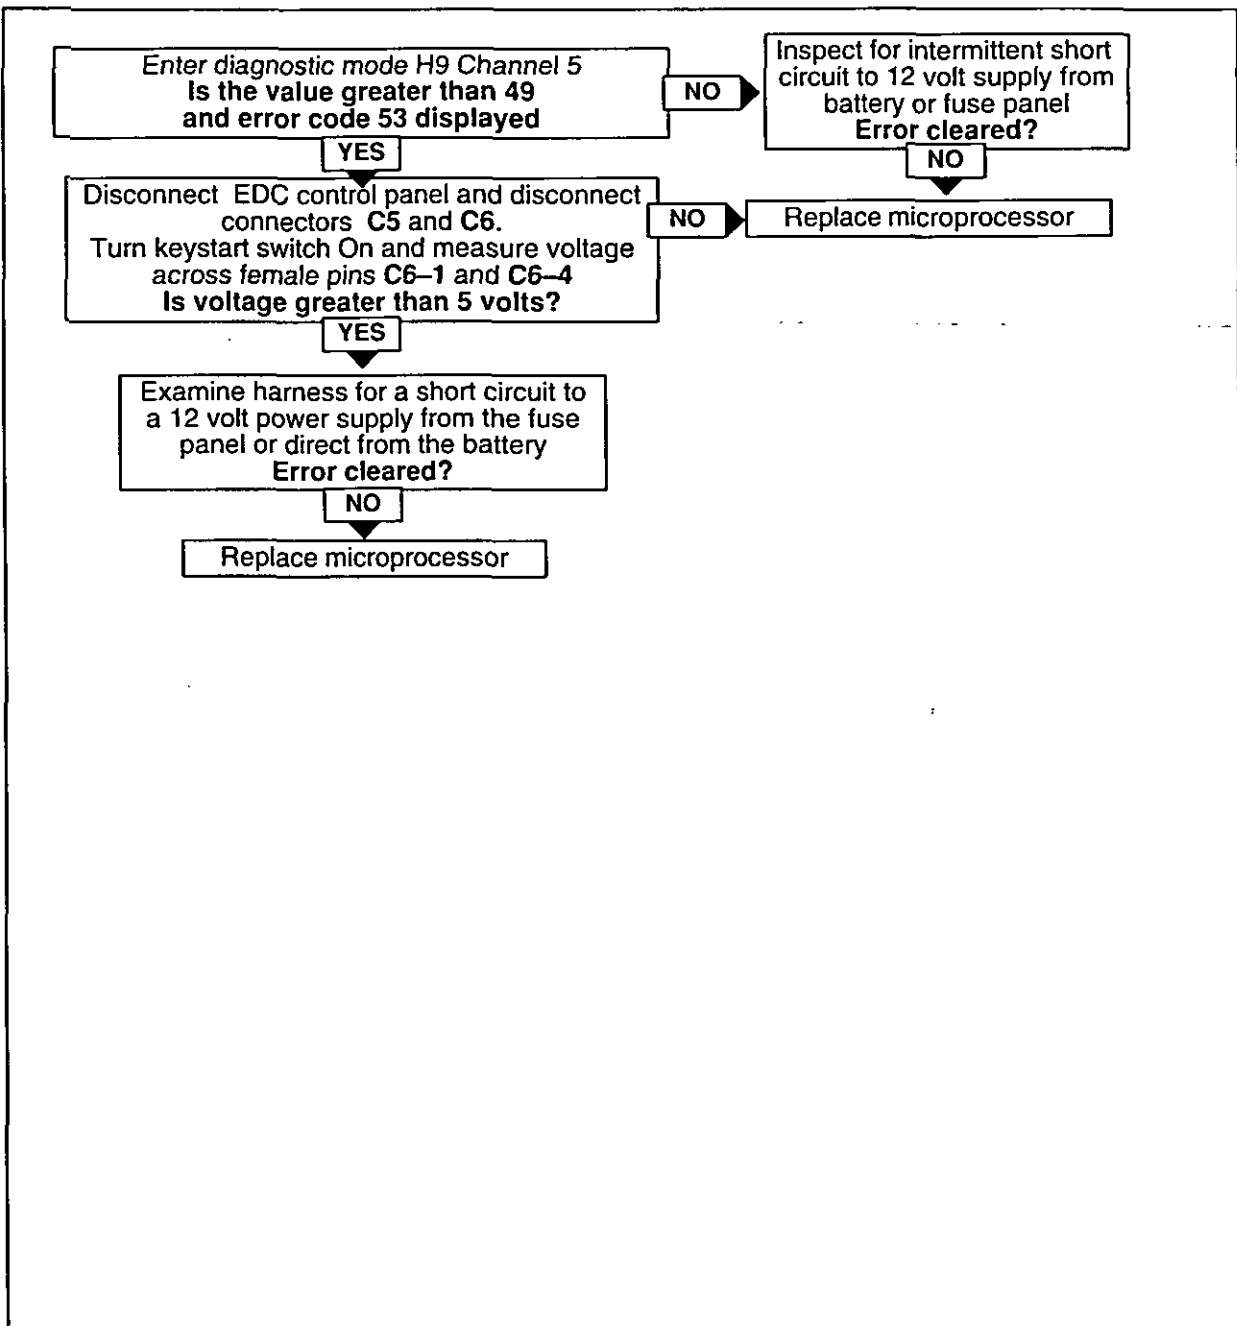 Enter diagnostic mode H9 Channel 5
Is the value greater than 49
and error code 53 displayed
NO
Inspect for intermittent short
circuit to 12 volt supply from
battery or fuse panel
Error cleared?
YES
NO
Disconnect EDC control panel and disconnect
connectors C5 and C6.
Turn keystart switch On and measure voltage
across female pins C6–1 and C6–4
Is voltage greater than 5 volts?
NO
Replace microprocessor
YES
Examine harness for a short circuit to
a 12 volt power supply from the fuse
panel or direct from the battery
Error cleared?
NO
Replace microprocessor